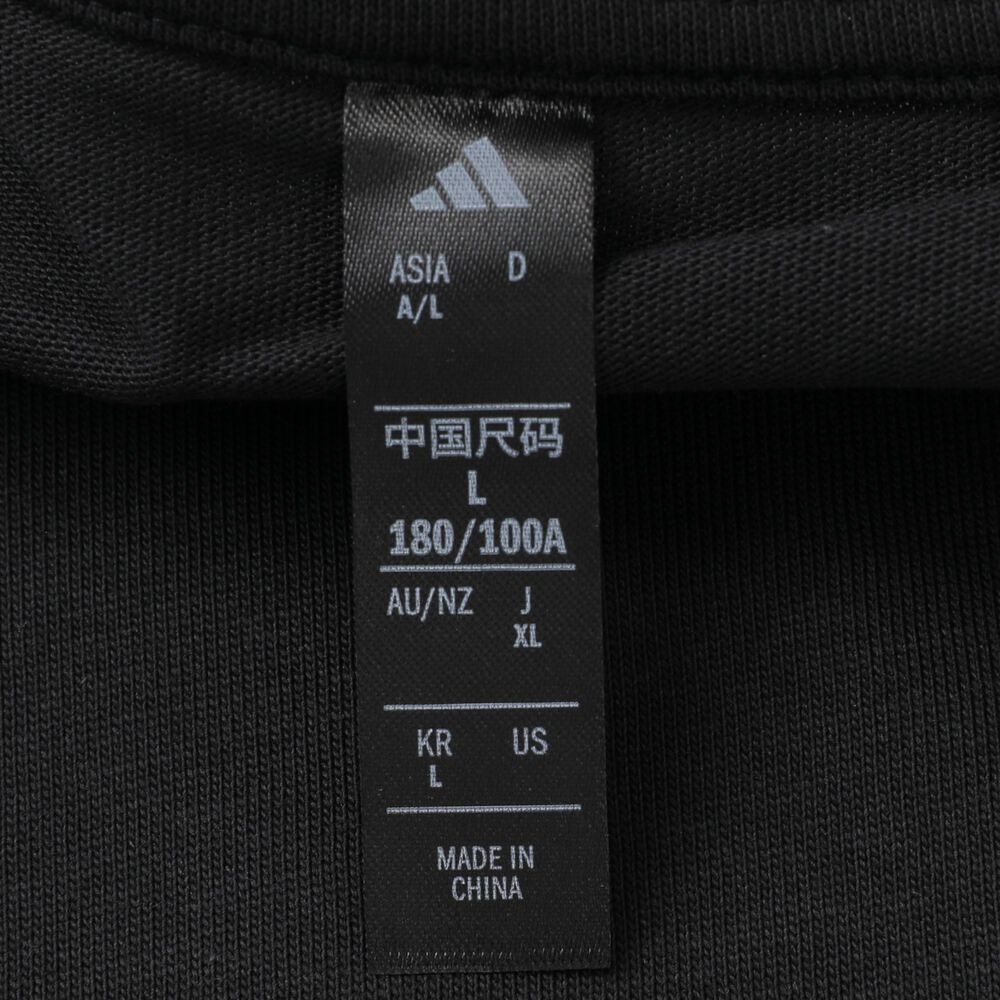 ASIA D
A/L
中国尺码
L
180/100A
AU/NZ J
XL
KR US
L
MADE IN
CHINA